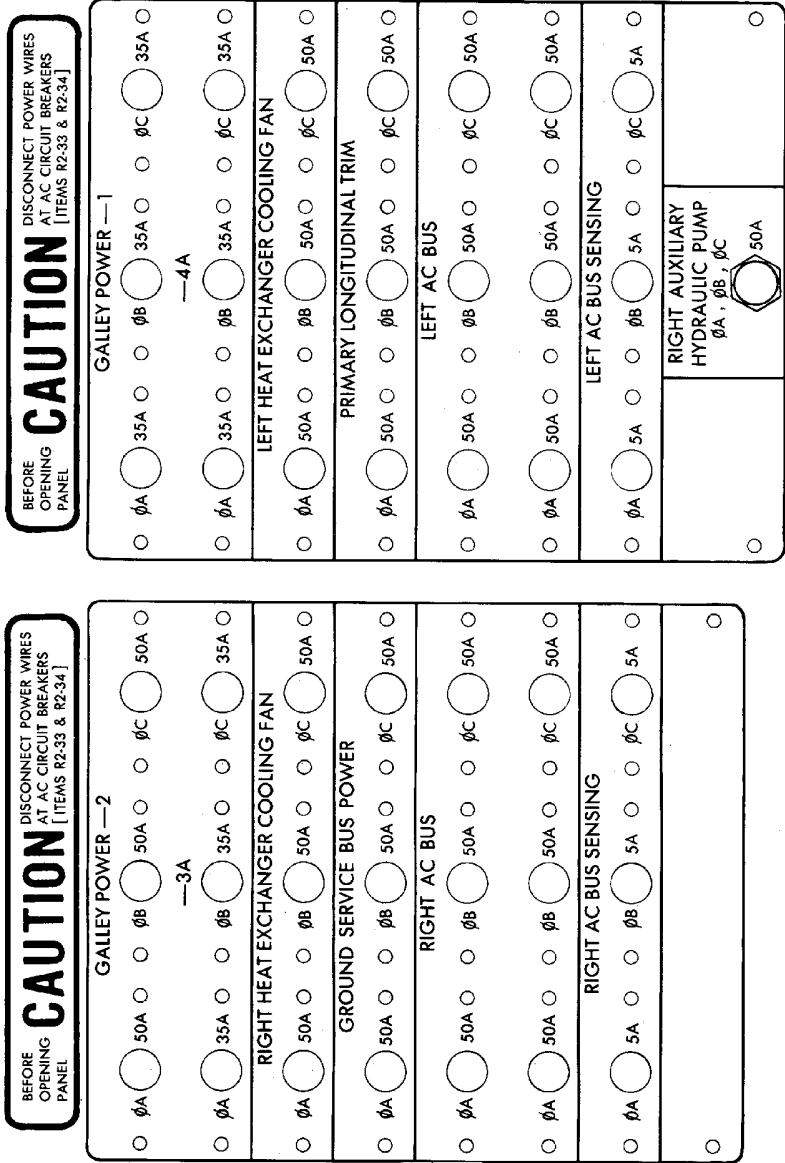 BEFORE
OPENING
PANEL
CAUTION
DISCONNECT POWER WIRES
AT AC CIRCUIT BREAKERS
[ITEMS R2-33 & R2-34]
GALLEY POWER —2
ØA 50A ØB 50A ØC 50A
—3A
ØA 35A ØB 35A ØC 35A
RIGHT HEAT EXCHANGER COOLING FAN
ØA 50A ØB 50A ØC 50A
GROUND SERVICE BUS POWER
ØA 50A ØB 50A ØC 50A
RIGHT AC BUS
ØA 50A ØB 50A ØC 50A
ØA 50A ØB 50A ØC 50A
RIGHT AC BUS SENSING
ØA 5A ØB 5A ØC 5A
BEFORE
OPENING
PANEL
CAUTION
DISCONNECT POWER WIRES
AT AC CIRCUIT BREAKERS
[ITEMS R2-33 & R2-34]
GALLEY POWER —1
ØA 35A ØB 35A ØC 35A
—4A
ØA 35A ØB 35A ØC 35A
LEFT HEAT EXCHANGER COOLING FAN
ØA 50A ØB 50A ØC 50A
PRIMARY LONGITUDINAL TRIM
ØA 50A ØB 50A ØC 50A
LEFT AC BUS
ØA 50A ØB 50A ØC 50A
ØA 50A ØB 50A ØC 50A
LEFT AC BUS SENSING
ØA 5A ØB 5A ØC 5A
RIGHT AUXILIARY
HYDRAULIC PUMP
ØA , ØB , ØC
50A